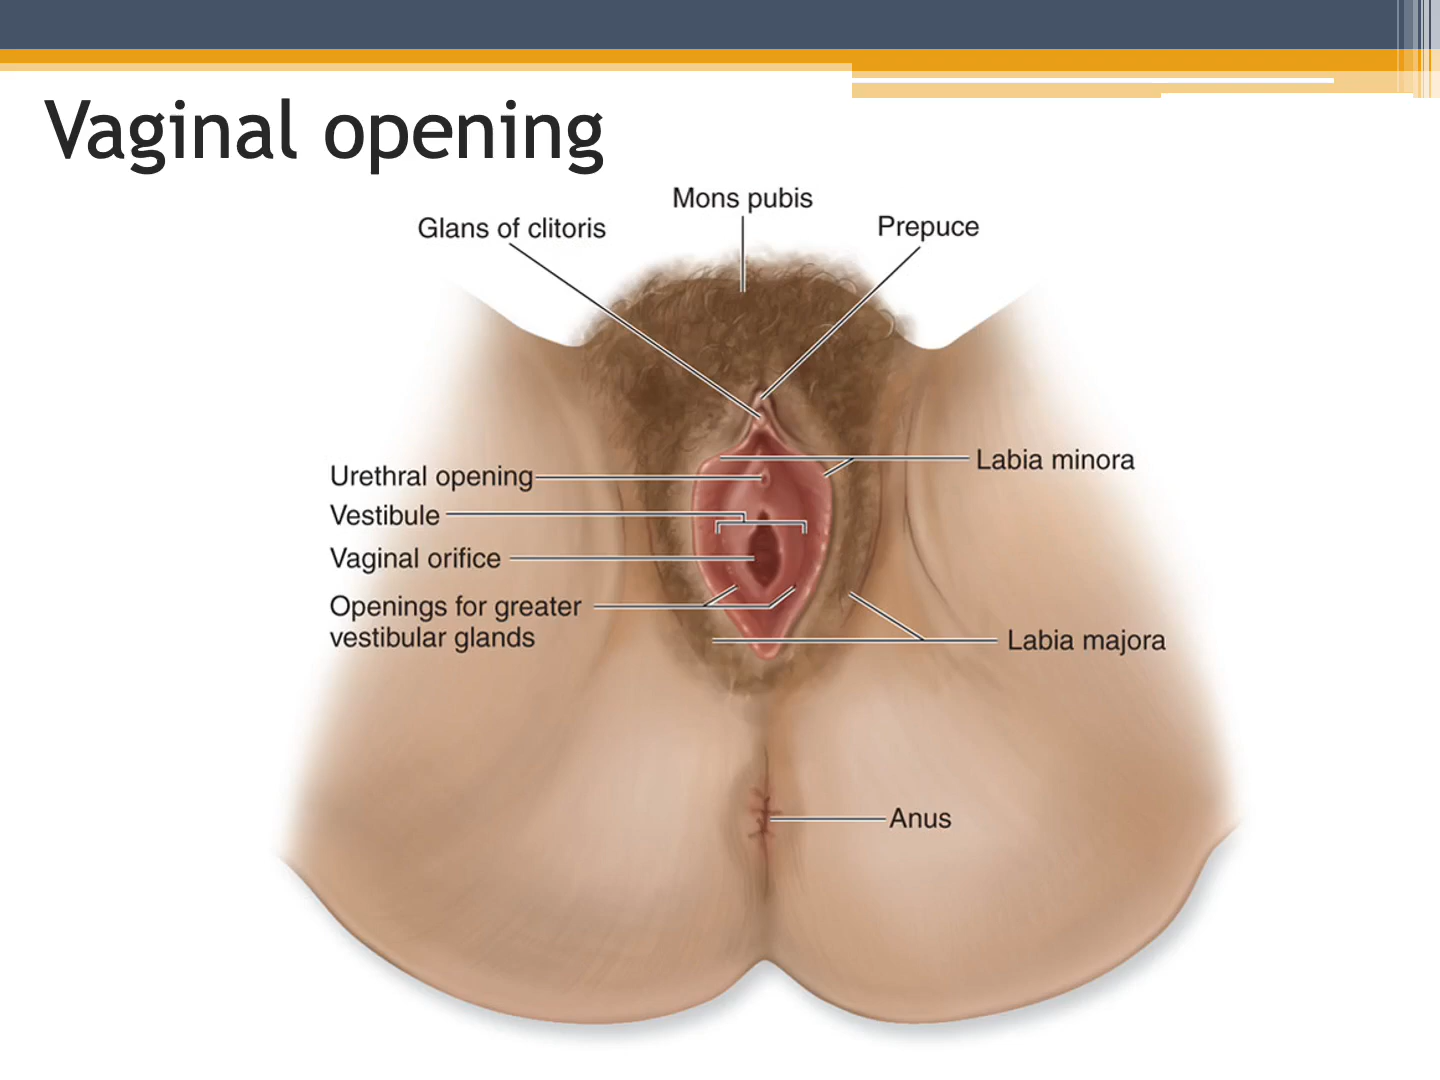 Vaginal opening
Mons pubis
Glans of clitoris
Prepuce
Labia minora
Urethral opening
Vestibule
Vaginal orifice
Openings for greater
vestibular glands
Labia majora
Anus